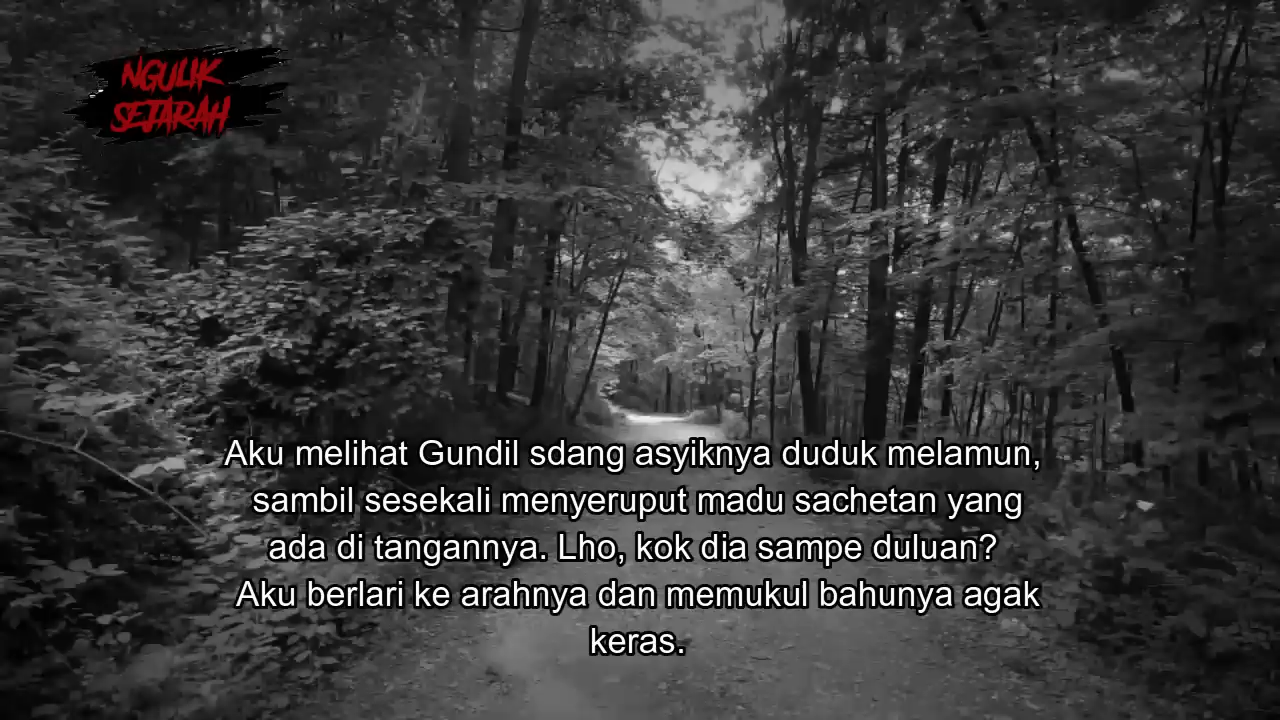 NGULIK
SEJARAH
Aku melihat Gundil sdang asyiknya duduk melamun,
sambil sesekali menyeruput madu sachetan yang
ada di tangannya. Lho, kok dia sampe duluan?
Aku berlari ke arahnya dan memukul bahunya agak
keras.